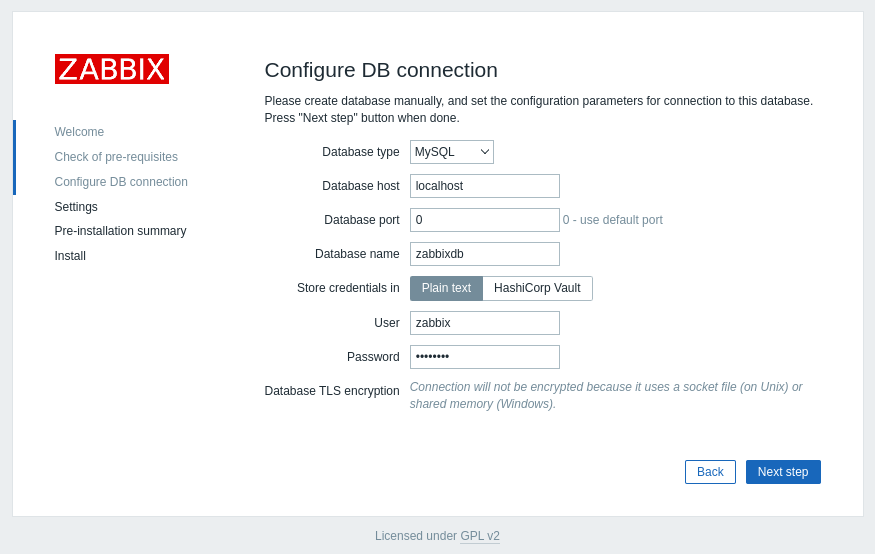 ZABBIX
Welcome
Check of pre-requisites
Configure DB connection
Settings
Pre-installation summary
Install
Configure DB connection
Please create database manually, and set the configuration parameters for connection to this database.
Press "Next step" button when done.
Database type MySQL
Database host localhost
Database port 0 0 - use default port
Database name zabbixdb
Store credentials in Plain text HashiCorp Vault
User zabbix
Password ••••••••
Database TLS encryption Connection will not be encrypted because it uses a socket file (on Unix) or
shared memory (Windows).
Back Next step
Licensed under GPL v2